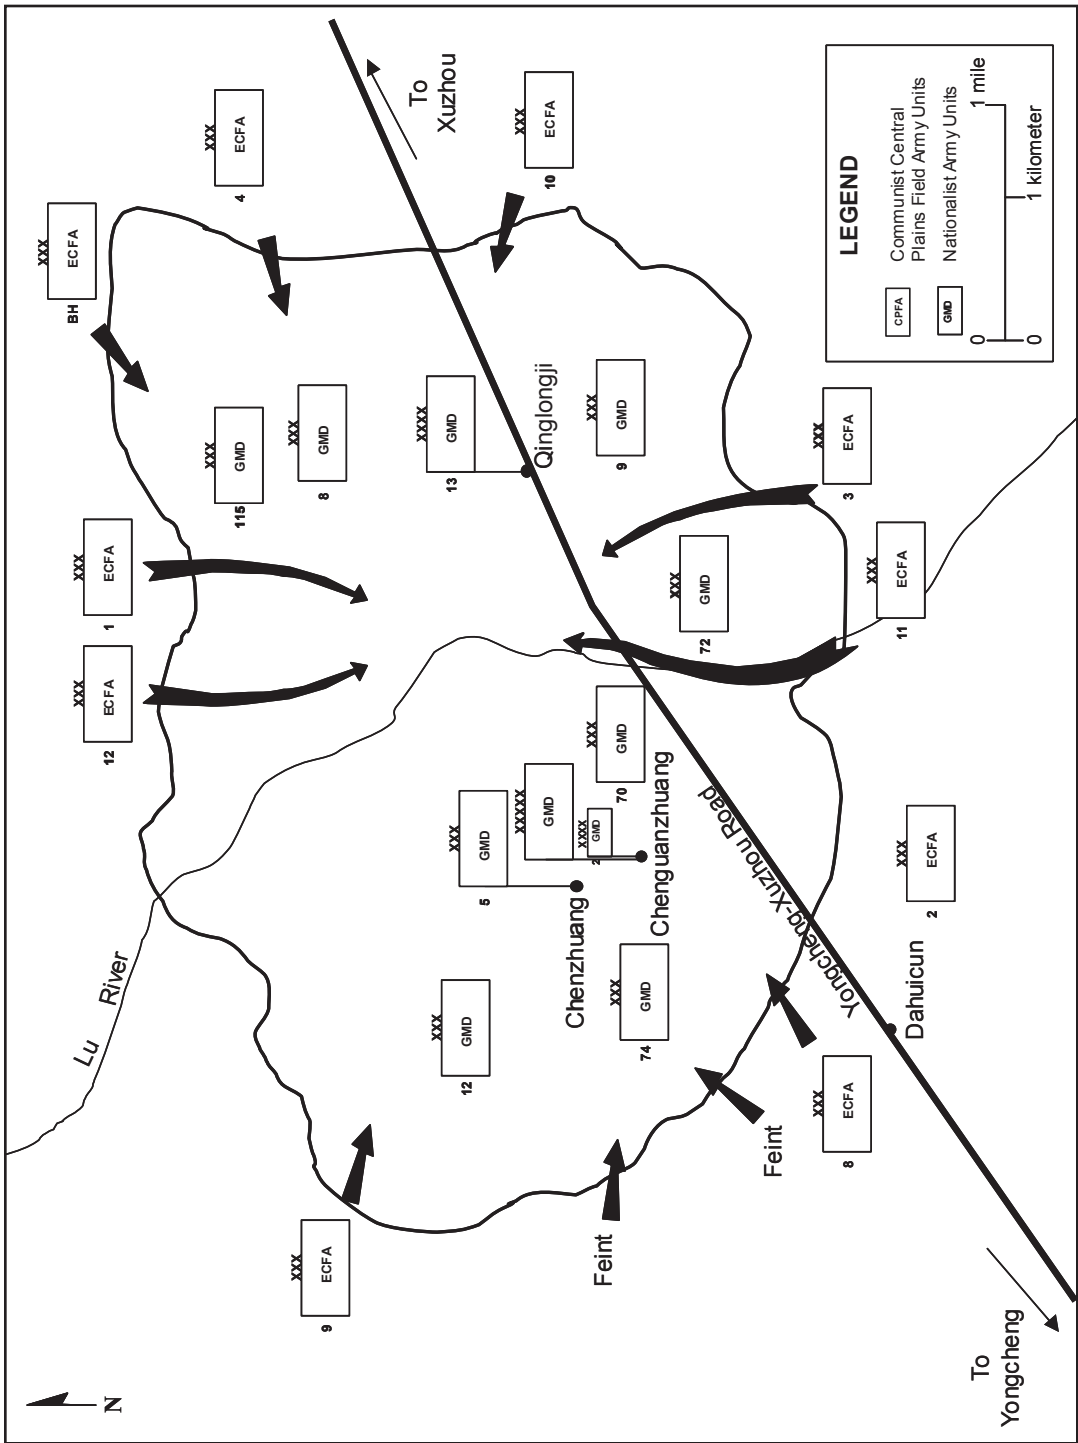 N
Lu River
XXX
ECFA
9
XXX
ECFA
12
XXX
ECFA
1
XXX
ECFA
BH
XXX
ECFA
4
XXX
ECFA
10
To
Xuzhou
XXX
GMD
115
XXX
GMD
8
XXXX
GMD
13
Qinglongji
XXX
GMD
9
XXX
GMD
72
XXX
GMD
12
XXX
GMD
5
Chenzhuang
XXXXX
GMD
XXXX
GMD
2
Chenguanzhuang
XXX
GMD
70
XXX
GMD
74
Feint
Feint
Yongcheng-Xuzhou Road
XXX
ECFA
8
Dahuicun
XXX
ECFA
2
XXX
ECFA
11
XXX
ECFA
3
To
Yongcheng
LEGEND
CPFA
Communist Central
Plains Field Army Units
GMD
Nationalist Army Units
0
1 mile
0
1 kilometer